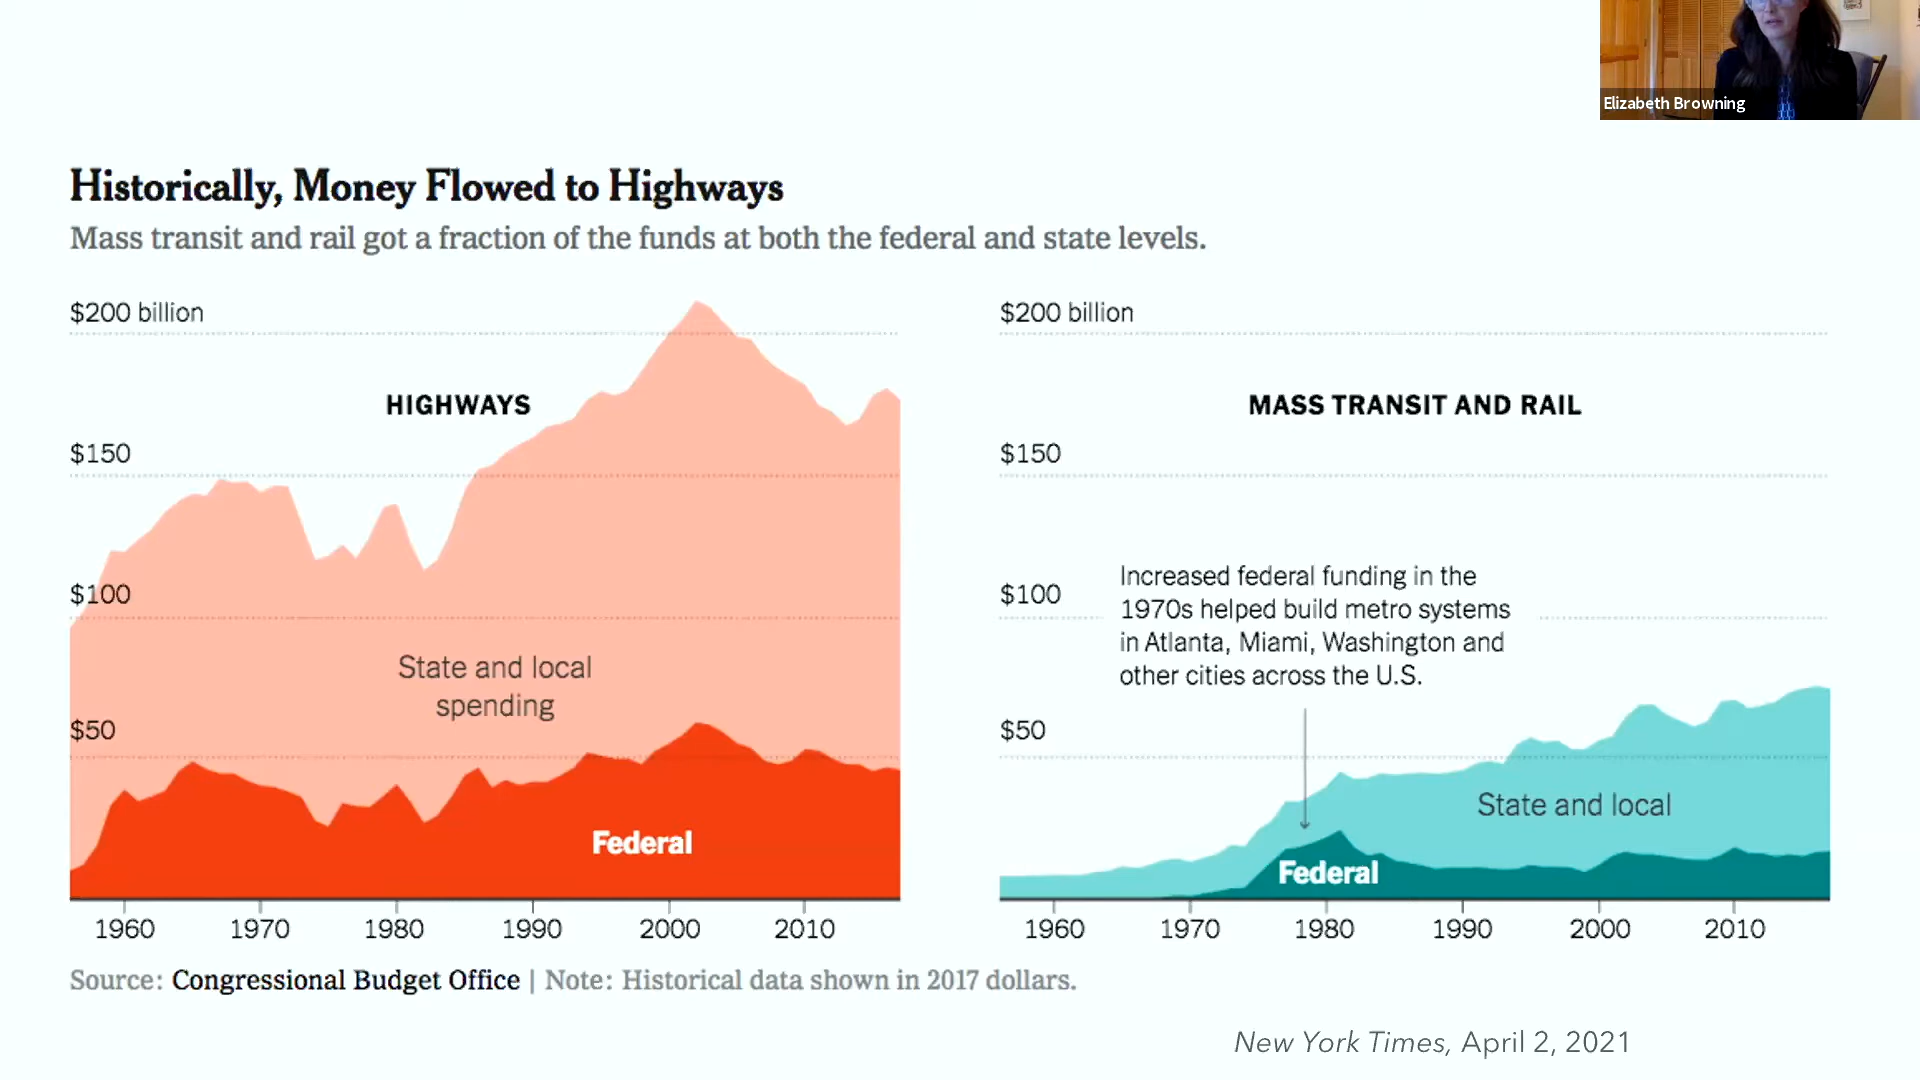 Elizabeth Browning
Historically, Money Flowed to Highways
Mass transit and rail got a fraction of the funds at both the federal and state levels.
$200 billion
HIGHWAYS
$150
$100
State and local
spending
$50
Federal
1960 1970 1980 1990 2000 2010
$200 billion
MASS TRANSIT AND RAIL
$150
$100
Increased federal funding in the
1970s helped build metro systems
in Atlanta, Miami, Washington and
other cities across the U.S.
$50
State and local
Federal
1960 1970 1980 1990 2000 2010
Source: Congressional Budget Office | Note: Historical data shown in 2017 dollars.
New York Times, April 2, 2021